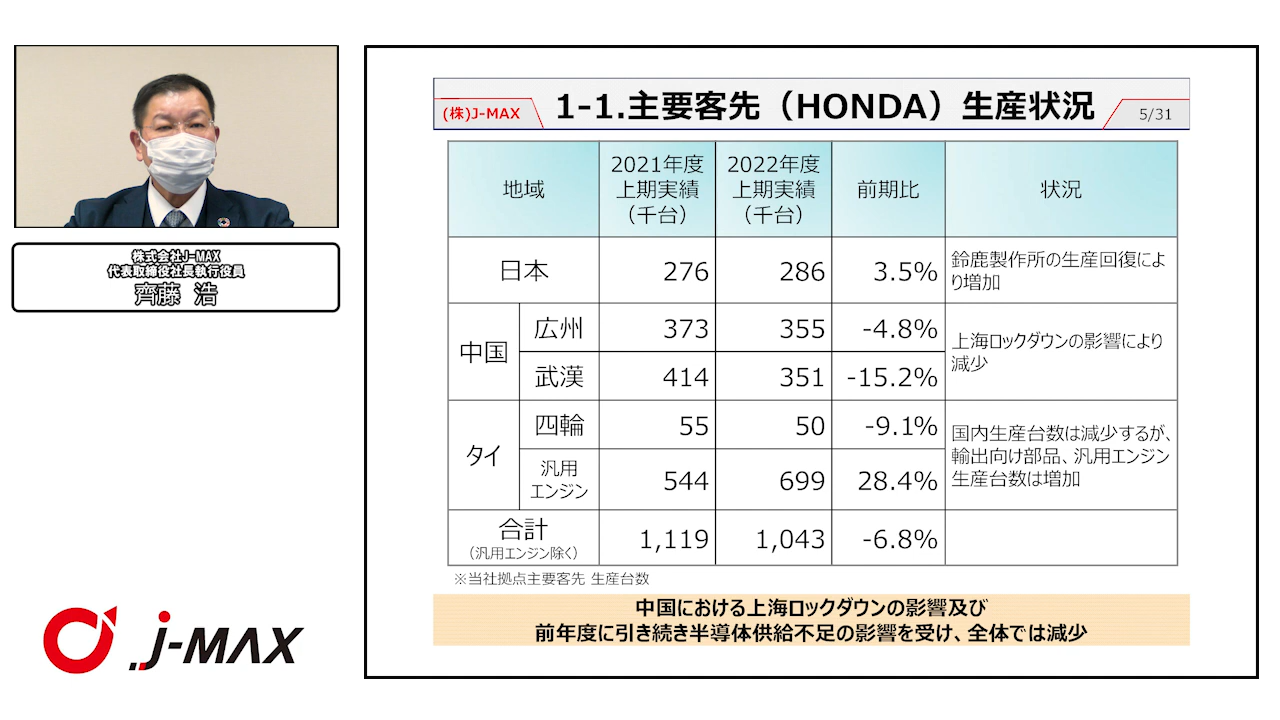 株式会社J-MAX
代表取締役社長執行役員
齊藤 浩
J-MAX
(株)J-MAX
1-1.主要客先（HONDA）生産状況
5/31
地域
2021年度
上期実績
（千台）
2022年度
上期実績
（千台）
前期比
状況
日本
276
286
3.5%
鈴鹿製作所の生産回復によ
り増加
中国
広州
373
355
-4.8%
武漢
414
351
-15.2%
上海ロックダウンの影響により
減少
タイ
四輪
55
50
-9.1%
汎用
エンジン
544
699
28.4%
国内生産台数は減少するが、
輸出向け部品、汎用エンジン
生産台数は増加
合計
（汎用エンジン除く）
1,119
1,043
-6.8%
※当社拠点主要客先 生産台数
中国における上海ロックダウンの影響及び
前年度に引き続き半導体供給不足の影響を受け、全体では減少